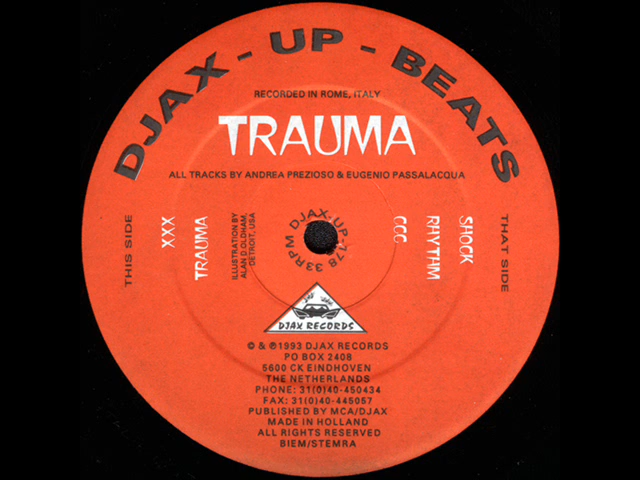 DJAX - UP - BEATS
RECORDED IN ROME, ITALY
TRAUMA
ALL TRACKS BY ANDREA PREZIOSO & EUGENIO PASSALACQUA
THIS SIDE
XXX
TRAUMA
ILLUSTRATION BY
ALAN D.OLDHAM,
DETROIT, USA
DJAX-UP-178 33RPM
CCC
RHYTHM
SHOCK
THAT SIDE
DJAX RECORDS
© & ℗1993 DJAX RECORDS
PO BOX 2408
5600 CK EINDHOVEN
THE NETHERLANDS
PHONE: 31(0)40-450434
FAX: 31(0)40-445057
PUBLISHED BY MCA/DJAX
MADE IN HOLLAND
ALL RIGHTS RESERVED
BIEM/STEMRA